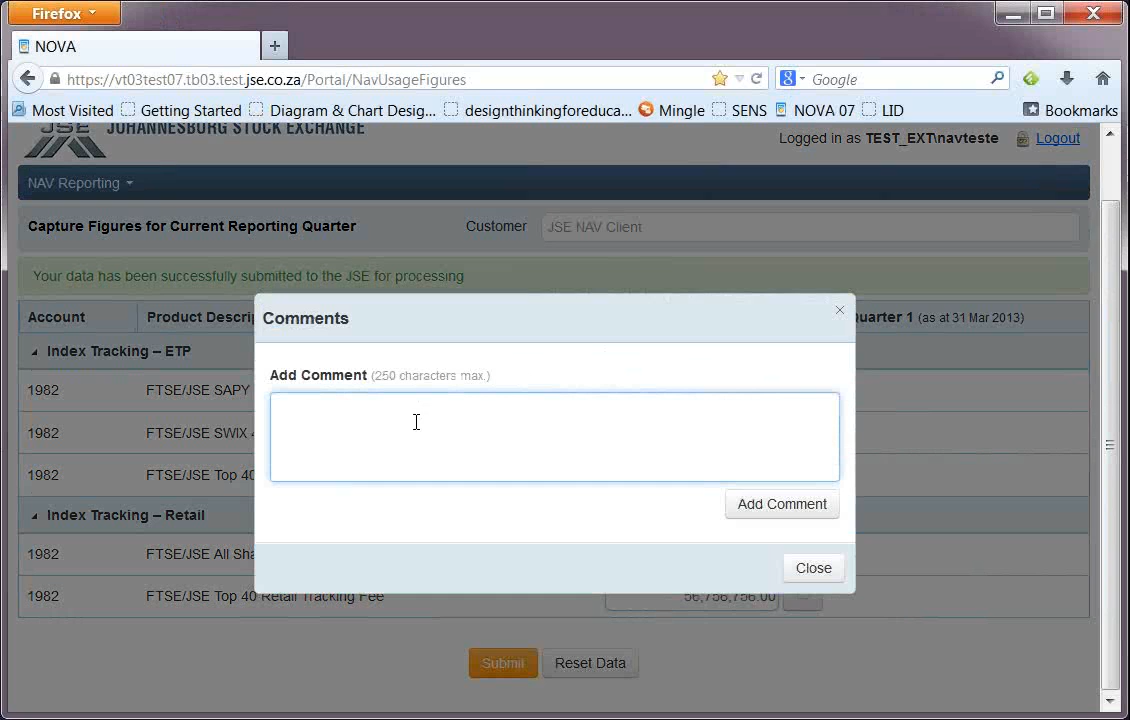 Firefox
NOVA
https://vt03test07.tb03.test.jse.co.za/Portal/NavUsageFigures
Google
Most Visited Getting Started Diagram & Chart Desig... designthinkingforeduca... Mingle SENS NOVA 07 LID Bookmarks
JSE JOHANNESBURG STOCK EXCHANGE
Logged in as TEST_EXT\navteste Logout
NAV Reporting
Capture Figures for Current Reporting Quarter Customer JSE NAV Client
Your data has been successfully submitted to the JSE for processing
Account Product Descrip uarter 1 (as at 31 Mar 2013)
Comments
Index Tracking – ETP
Add Comment (250 characters max.)
1982 FTSE/JSE SAPY
1982 FTSE/JSE SWIX 4
1982 FTSE/JSE Top 40
Add Comment
Index Tracking – Retail
1982 FTSE/JSE All Sha
Close
1982 FTSE/JSE Top 40 Retail Tracking Fee 56,756,756.00
Submit Reset Data